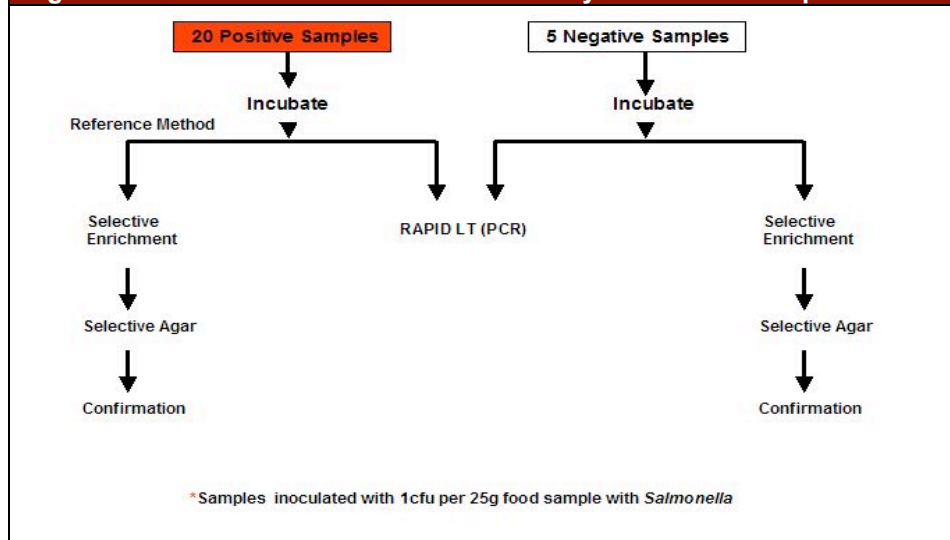 20 Positive Samples
5 Negative Samples
Incubate
Incubate
Reference Method
Selective
Enrichment
RAPID LT (PCR)
Selective
Enrichment
Selective Agar
Selective Agar
Confirmation
Confirmation
*Samples inoculated with 1cfu per 25g food sample with Salmonella